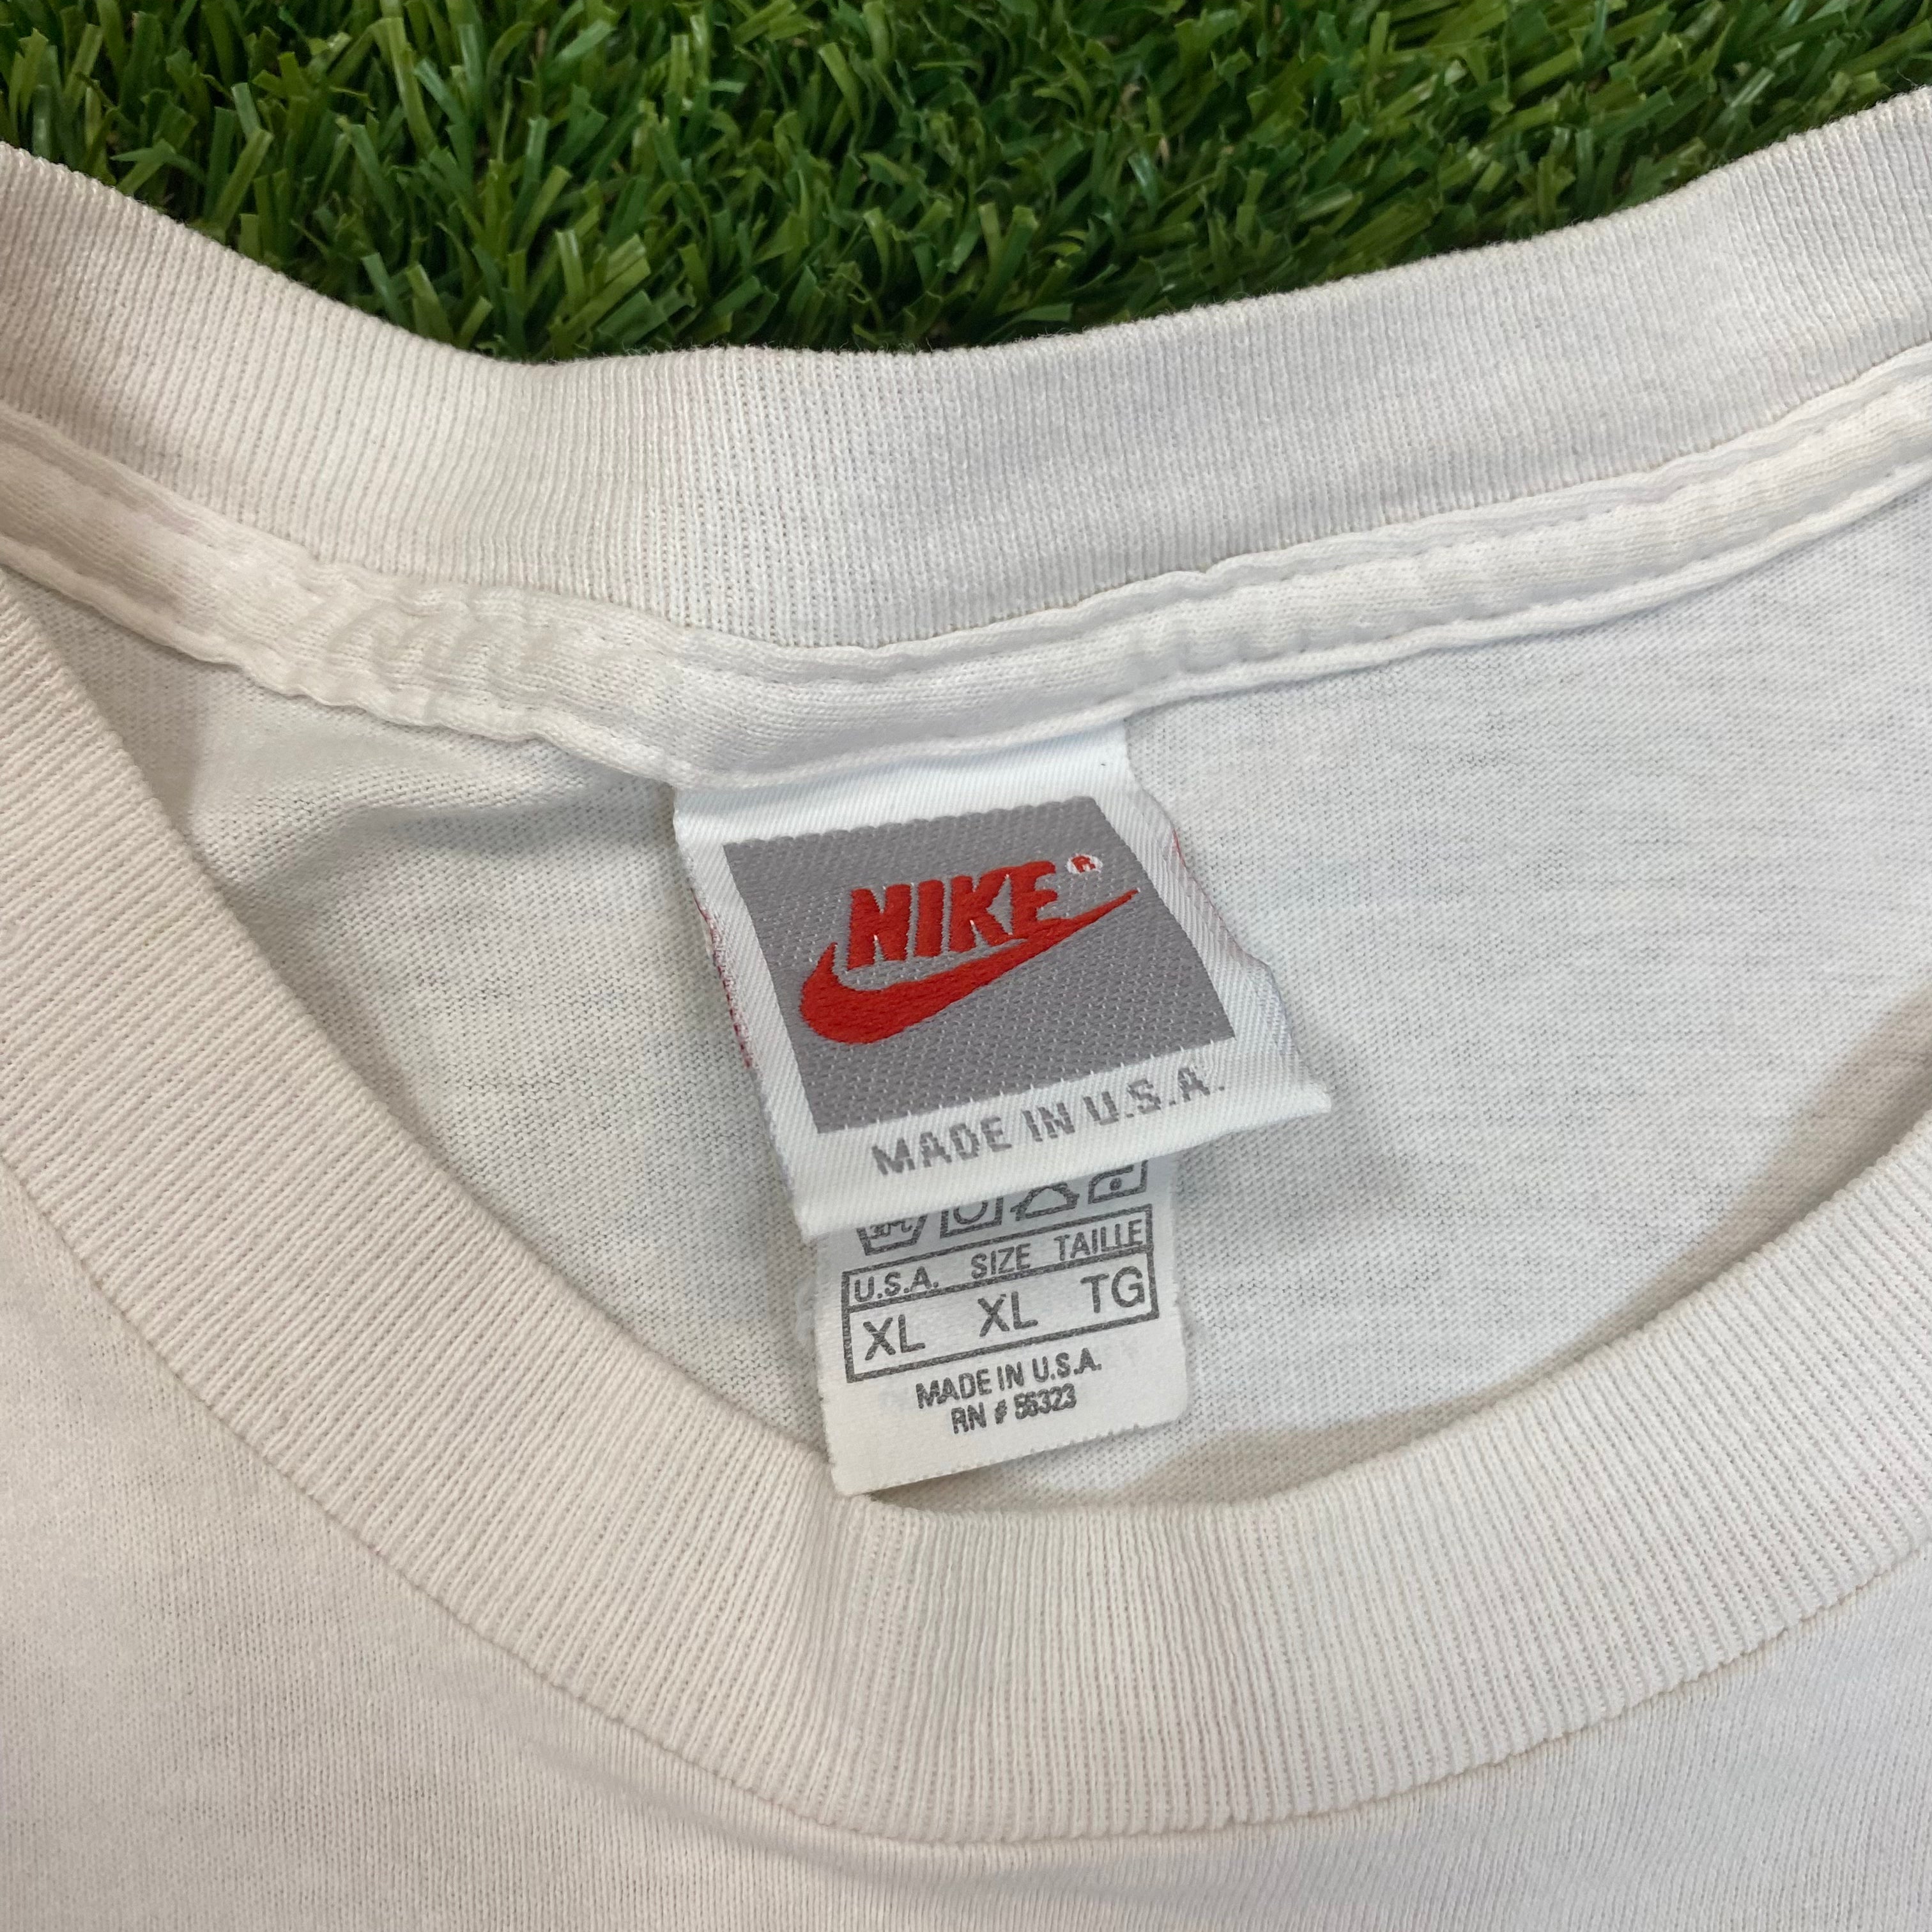 NIKE®
MADE IN U.S.A.
U.S.A. SIZE TAILLE
XL XL TG
MADE IN U.S.A.
RN # 56323